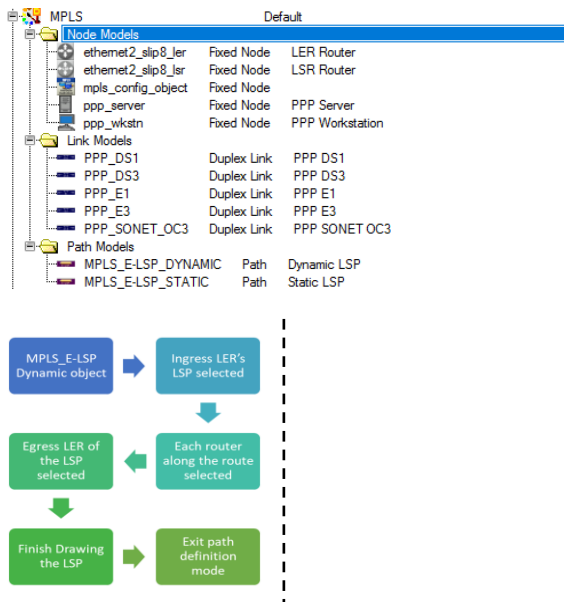 MPLS Default
Node Models
ethernet2_slip8_ler Fixed Node LER Router
ethernet2_slip8_lsr Fixed Node LSR Router
mpls_config_object Fixed Node
ppp_server Fixed Node PPP Server
ppp_wkstn Fixed Node PPP Workstation
Link Models
PPP_DS1 Duplex Link PPP DS1
PPP_DS3 Duplex Link PPP DS3
PPP_E1 Duplex Link PPP E1
PPP_E3 Duplex Link PPP E3
PPP_SONET_OC3 Duplex Link PPP SONET OC3
Path Models
MPLS_E-LSP_DYNAMIC Path Dynamic LSP
MPLS_E-LSP_STATIC Path Static LSP
MPLS_E-LSP
Dynamic object
Ingress LER's
LSP selected
Each router
along the route
selected
Egress LER of
the LSP
selected
Finish Drawing
the LSP
Exit path
definition
mode